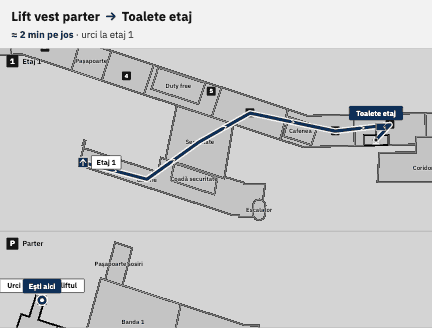 Lift vest parter → Toalete etaj
≈ 2 min pe jos · urci la etaj 1
1 Etaj 1
Pașapoarte
4
Duty free
5
Toalete etaj
Cafenea
Etaj 1
Coadă securitate
Coridor
Escalator
P Parter
Pașapoarte sosiri
Urci
Ești aici
liftul
Banda 1